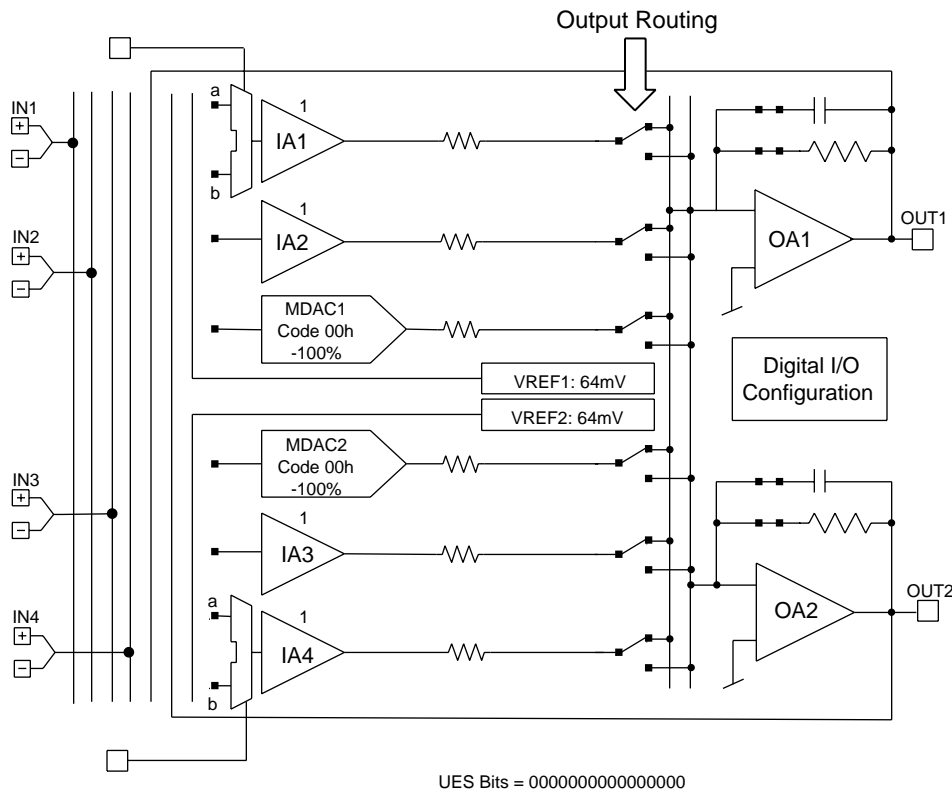 Output Routing
IN1
+
−
a
b
1
IA1
IN2
+
−
1
IA2
MDAC1
Code 00h
-100%
VREF1: 64mV
VREF2: 64mV
MDAC2
Code 00h
-100%
IN3
+
−
1
IA3
IN4
+
−
a
b
1
IA4
OA1
OUT1
Digital I/O
Configuration
OA2
OUT2
UES Bits = 0000000000000000